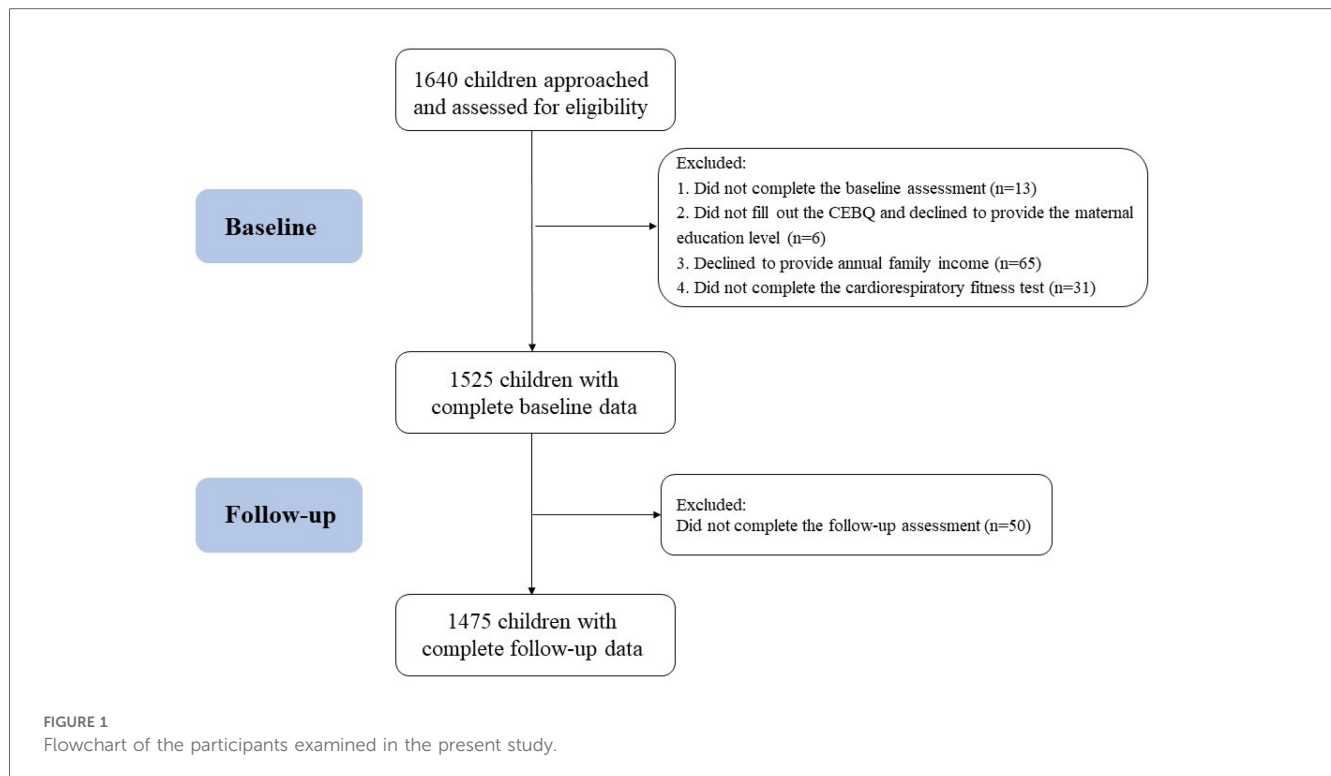 1640 children approached
and assessed for eligibility
Excluded:
1. Did not complete the baseline assessment (n=13)
2. Did not fill out the CEBQ and declined to provide the maternal
education level (n=6)
3. Declined to provide annual family income (n=65)
4. Did not complete the cardiorespiratory fitness test (n=31)
Baseline
1525 children with
complete baseline data
Excluded:
Did not complete the follow-up assessment (n=50)
Follow-up
1475 children with
complete follow-up data
FIGURE 1
Flowchart of the participants examined in the present study.